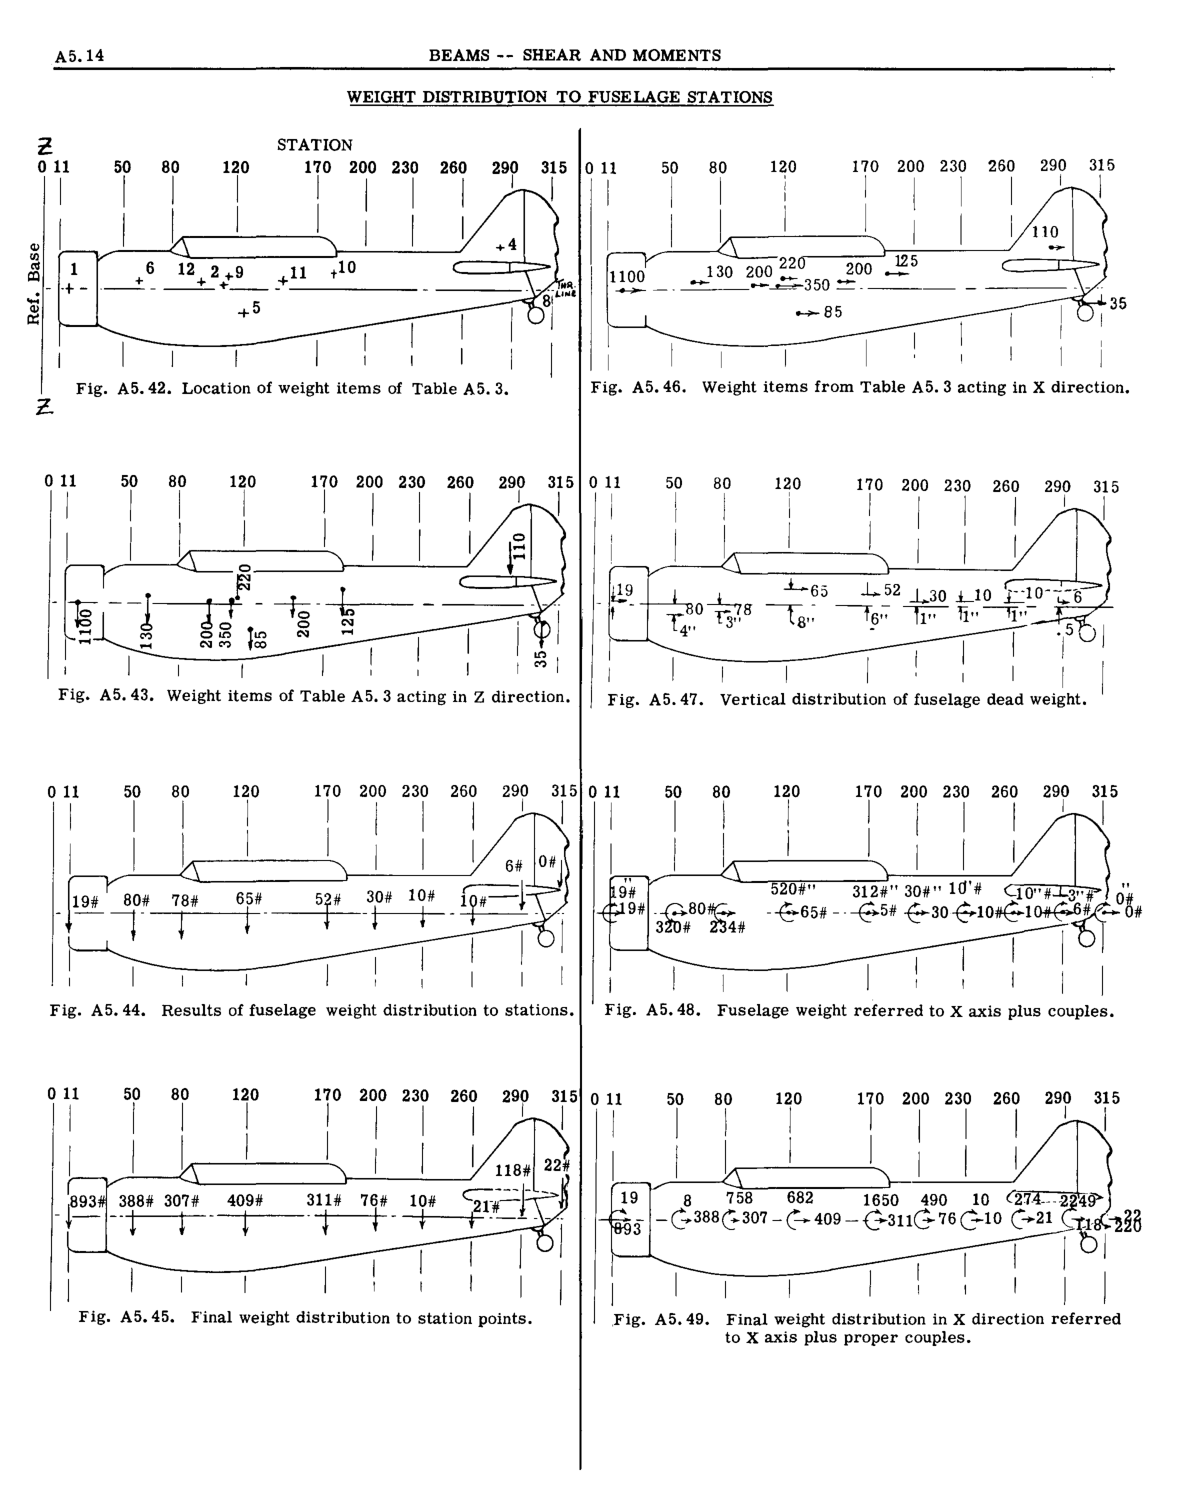 A5.14
BEAMS -- SHEAR AND MOMENTS
WEIGHT DISTRIBUTION TO FUSELAGE STATIONS
Z
STATION
0 11 50 80 120 170 200 230 260 290 315
Ref. Base
1 6 12 2 9 11 10 4
5 8
THR. LINE
Fig. A5.42. Location of weight items of Table A5.3.
Z
0 11 50 80 120 170 200 230 260 290 315
1100 130 200 220 350 200 125 110
85 35
Fig. A5.46. Weight items from Table A5.3 acting in X direction.
0 11 50 80 120 170 200 230 260 290 315
1100 130 200 350 220 85 200 125 110 35
Fig. A5.43. Weight items of Table A5.3 acting in Z direction.
0 11 50 80 120 170 200 230 260 290 315
19 80 78 65 52 30 10 10 6
4" 3" 8" 6" 1" 1" 1" .5
Fig. A5.47. Vertical distribution of fuselage dead weight.
0 11 50 80 120 170 200 230 260 290 315
19# 80# 78# 65# 52# 30# 10# 10# 6# 0#
Fig. A5.44. Results of fuselage weight distribution to stations.
0 11 50 80 120 170 200 230 260 290 315
19#" 520#" 312#" 30#" 10'# 10"# 3"# 0#"
19# 80# 65# 5# 30 10# 10# 6# 0#
320# 234#
Fig. A5.48. Fuselage weight referred to X axis plus couples.
0 11 50 80 120 170 200 230 260 290 315
893# 388# 307# 409# 311# 76# 10# 21# 118# 22#
Fig. A5.45. Final weight distribution to station points.
0 11 50 80 120 170 200 230 260 290 315
19 8 758 682 1650 490 10 274 2249
893 388 307 409 311 76 10 21 118 22
220
Fig. A5.49. Final weight distribution in X direction referred
to X axis plus proper couples.